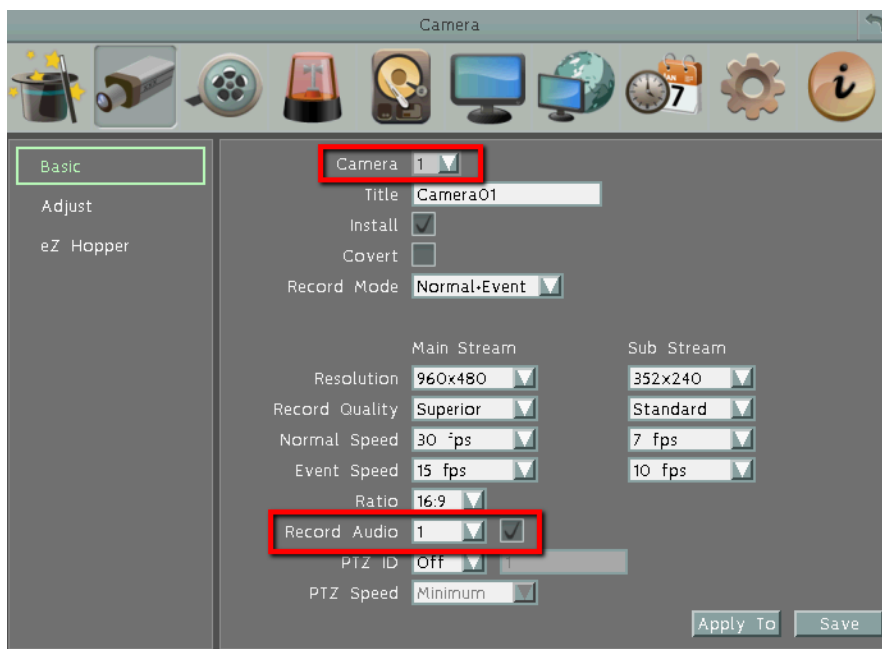 Camera
7
i
Basic
Adjust
eZ Hopper
Camera 1
Title Camera01
Install
Covert
Record Mode Normal+Event
Main Stream Sub Stream
Resolution 960x480 352x240
Record Quality Superior Standard
Normal Speed 30 fps 7 fps
Event Speed 15 fps 10 fps
Ratio 16:9
Record Audio 1
PTZ ID Off 1
PTZ Speed Minimum
Apply To Save